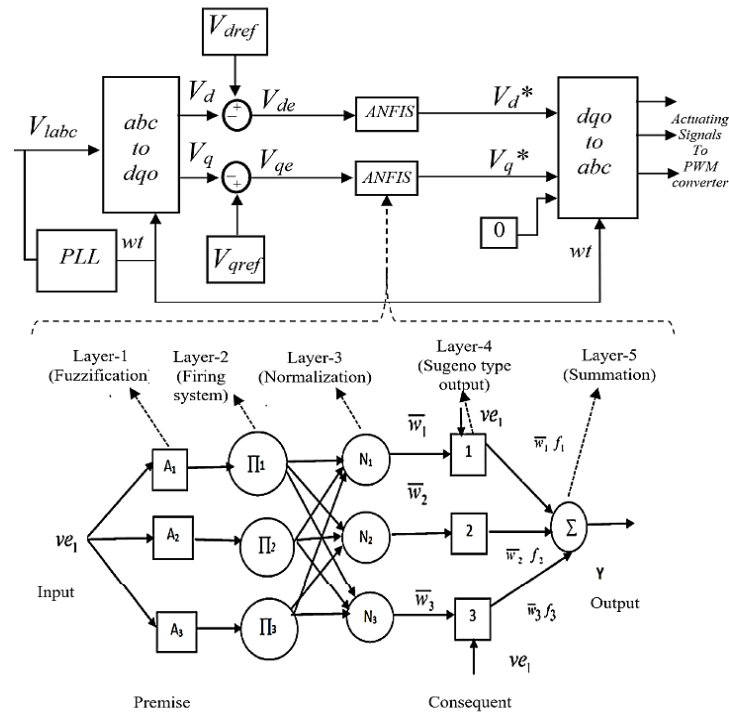 V_dref
V_labc
abc
to
dqo
V_d
V_de
ANFIS
V_d*
V_q
V_qe
ANFIS
V_q*
dqo
to
abc
Actuating
Signals
To
PWM
converter
PLL
wt
V_qref
0
wt
Layer-1
(Fuzzification)
Layer-2
(Firing
system)
Layer-3
(Normalization)
Layer-4
(Sugeno type
output)
Layer-5
(Summation)
ve₁
A₁
A₂
A₃
∏1
∏2
∏3
N₁
N₂
N₃
w̅₁
w̅₂
w̅₃
ve₁
1
2
3
ve₁
w̅₁ f₁
w̅₂ f₂
w̅₃ f₃
Σ
Y
Input
Output
Premise
Consequent